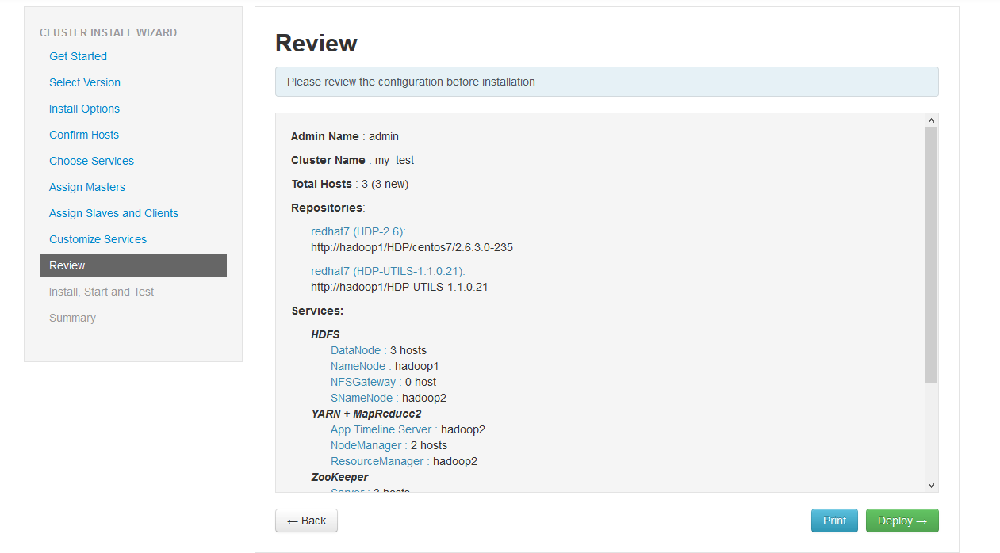 CLUSTER INSTALL WIZARD
Get Started
Select Version
Install Options
Confirm Hosts
Choose Services
Assign Masters
Assign Slaves and Clients
Customize Services
Review
Install, Start and Test
Summary
Review
Please review the configuration before installation
Admin Name : admin
Cluster Name : my_test
Total Hosts : 3 (3 new)
Repositories:
redhat7 (HDP-2.6):
http://hadoop1/HDP/centos7/2.6.3.0-235
redhat7 (HDP-UTILS-1.1.0.21):
http://hadoop1/HDP-UTILS-1.1.0.21
Services:
HDFS
DataNode : 3 hosts
NameNode : hadoop1
NFSGateway : 0 host
SNameNode : hadoop2
YARN + MapReduce2
App Timeline Server : hadoop2
NodeManager : 2 hosts
ResourceManager : hadoop2
ZooKeeper
Server : 3 hosts
← Back
Print
Deploy →